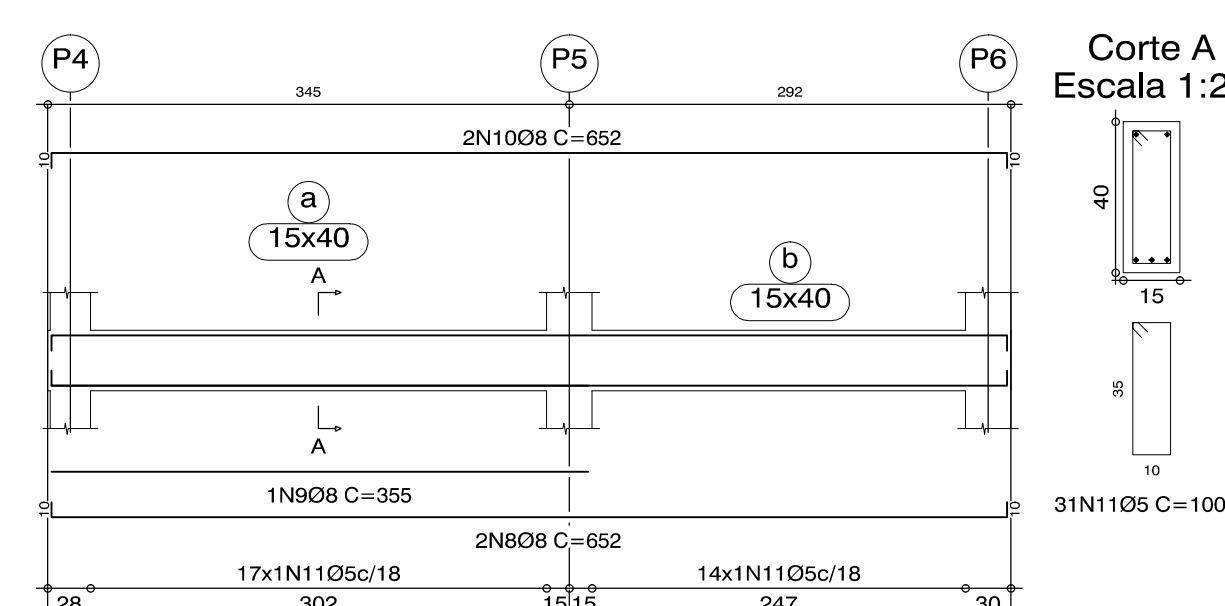 P4
P5
P6
Corte A
Escala 1:2
345
292
2N10Ø8 C=652
10
10
a
15x40
b
15x40
A
A
40
15
35
10
1N9Ø8 C=355
31N11Ø5 C=100
10
10
2N8Ø8 C=652
17x1N11Ø5c/18
14x1N11Ø5c/18
28
302
15
15
247
30